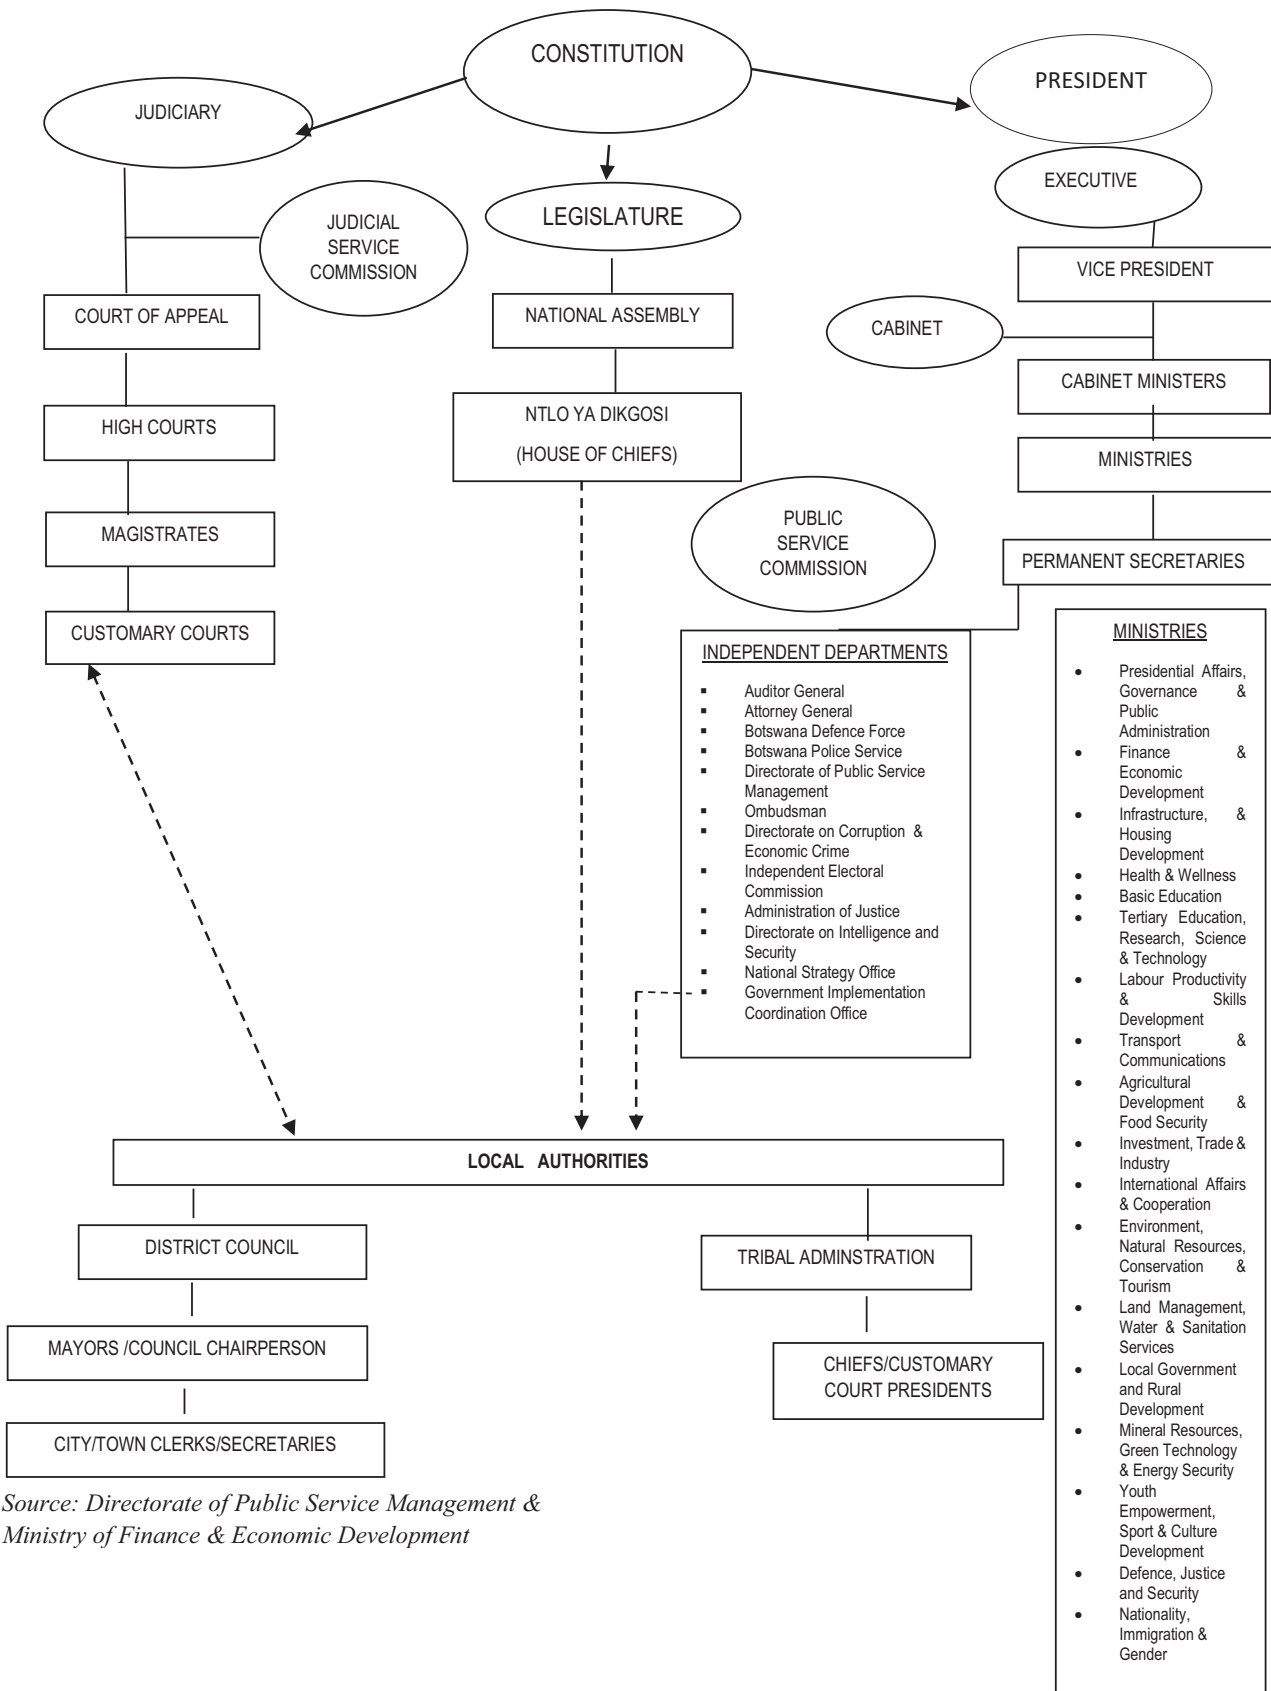 CONSTITUTION
PRESIDENT
JUDICIARY
EXECUTIVE
JUDICIAL
SERVICE
COMMISSION
LEGISLATURE
VICE PRESIDENT
COURT OF APPEAL
NATIONAL ASSEMBLY
CABINET
CABINET MINISTERS
HIGH COURTS
NTLO YA DIKGOSI
(HOUSE OF CHIEFS)
MINISTRIES
MAGISTRATES
PUBLIC
SERVICE
COMMISSION
PERMANENT SECRETARIES
CUSTOMARY COURTS
INDEPENDENT DEPARTMENTS
▪ Auditor General
▪ Attorney General
▪ Botswana Defence Force
▪ Botswana Police Service
▪ Directorate of Public Service
Management
▪ Ombudsman
▪ Directorate on Corruption &
Economic Crime
▪ Independent Electoral
Commission
▪ Administration of Justice
▪ Directorate on Intelligence and
Security
▪ National Strategy Office
▪ Government Implementation
Coordination Office
MINISTRIES
• Presidential Affairs,
Governance &
Public
Administration
• Finance &
Economic
Development
• Infrastructure, &
Housing
Development
• Health & Wellness
• Basic Education
• Tertiary Education,
Research, Science
& Technology
• Labour Productivity
& Skills
Development
• Transport &
Communications
• Agricultural
Development &
Food Security
• Investment, Trade &
Industry
• International Affairs
& Cooperation
• Environment,
Natural Resources,
Conservation &
Tourism
• Land Management,
Water & Sanitation
Services
• Local Government
and Rural
Development
• Mineral Resources,
Green Technology
& Energy Security
• Youth
Empowerment,
Sport & Culture
Development
• Defence, Justice
and Security
• Nationality,
Immigration &
Gender
LOCAL AUTHORITIES
DISTRICT COUNCIL
TRIBAL ADMINSTRATION
MAYORS /COUNCIL CHAIRPERSON
CHIEFS/CUSTOMARY
COURT PRESIDENTS
CITY/TOWN CLERKS/SECRETARIES
Source: Directorate of Public Service Management &
Ministry of Finance & Economic Development